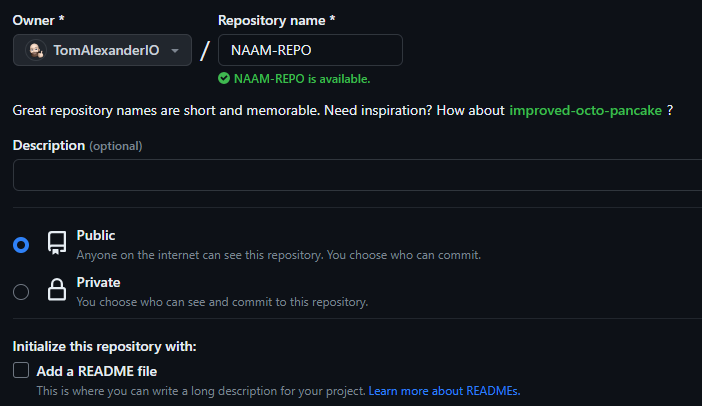 Owner * Repository name *
TomAlexanderIO / NAAM-REPO
NAAM-REPO is available.
Great repository names are short and memorable. Need inspiration? How about improved-octo-pancake ?
Description (optional)
Public
Anyone on the internet can see this repository. You choose who can commit.
Private
You choose who can see and commit to this repository.
Initialize this repository with:
Add a README file
This is where you can write a long description for your project. Learn more about READMEs.